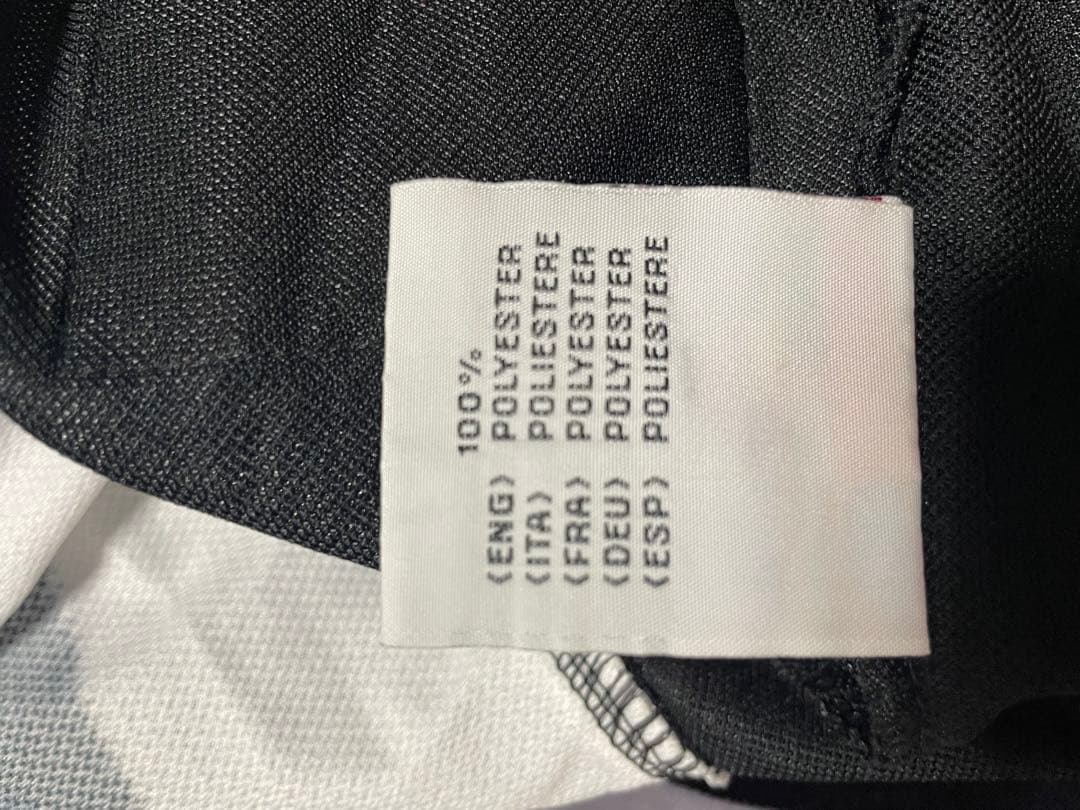 100%
(ENG) POLYESTER
(ITA) POLIESTERE
(FRA) POLYESTER
(DEU) POLYESTER
(ESP) POLIESTERE